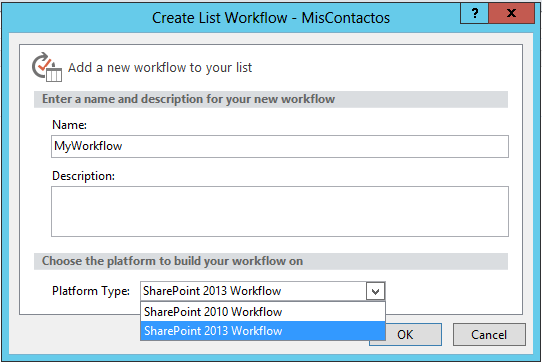 Create List Workflow - MisContactos
?
Add a new workflow to your list
Enter a name and description for your new workflow
Name:
MyWorkflow
Description:
Choose the platform to build your workflow on
Platform Type: SharePoint 2013 Workflow
SharePoint 2010 Workflow
SharePoint 2013 Workflow
OK Cancel